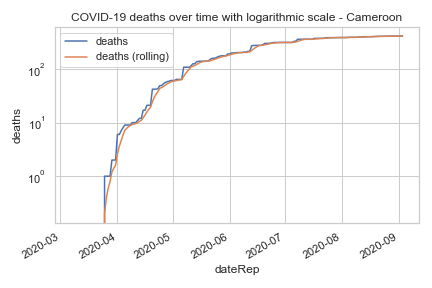 COVID-19 deaths over time with logarithmic scale - Cameroon
deaths
deaths (rolling)
10²
10¹
10⁰
deaths
2020-03
2020-04
2020-05
2020-06
2020-07
2020-08
2020-09
dateRep